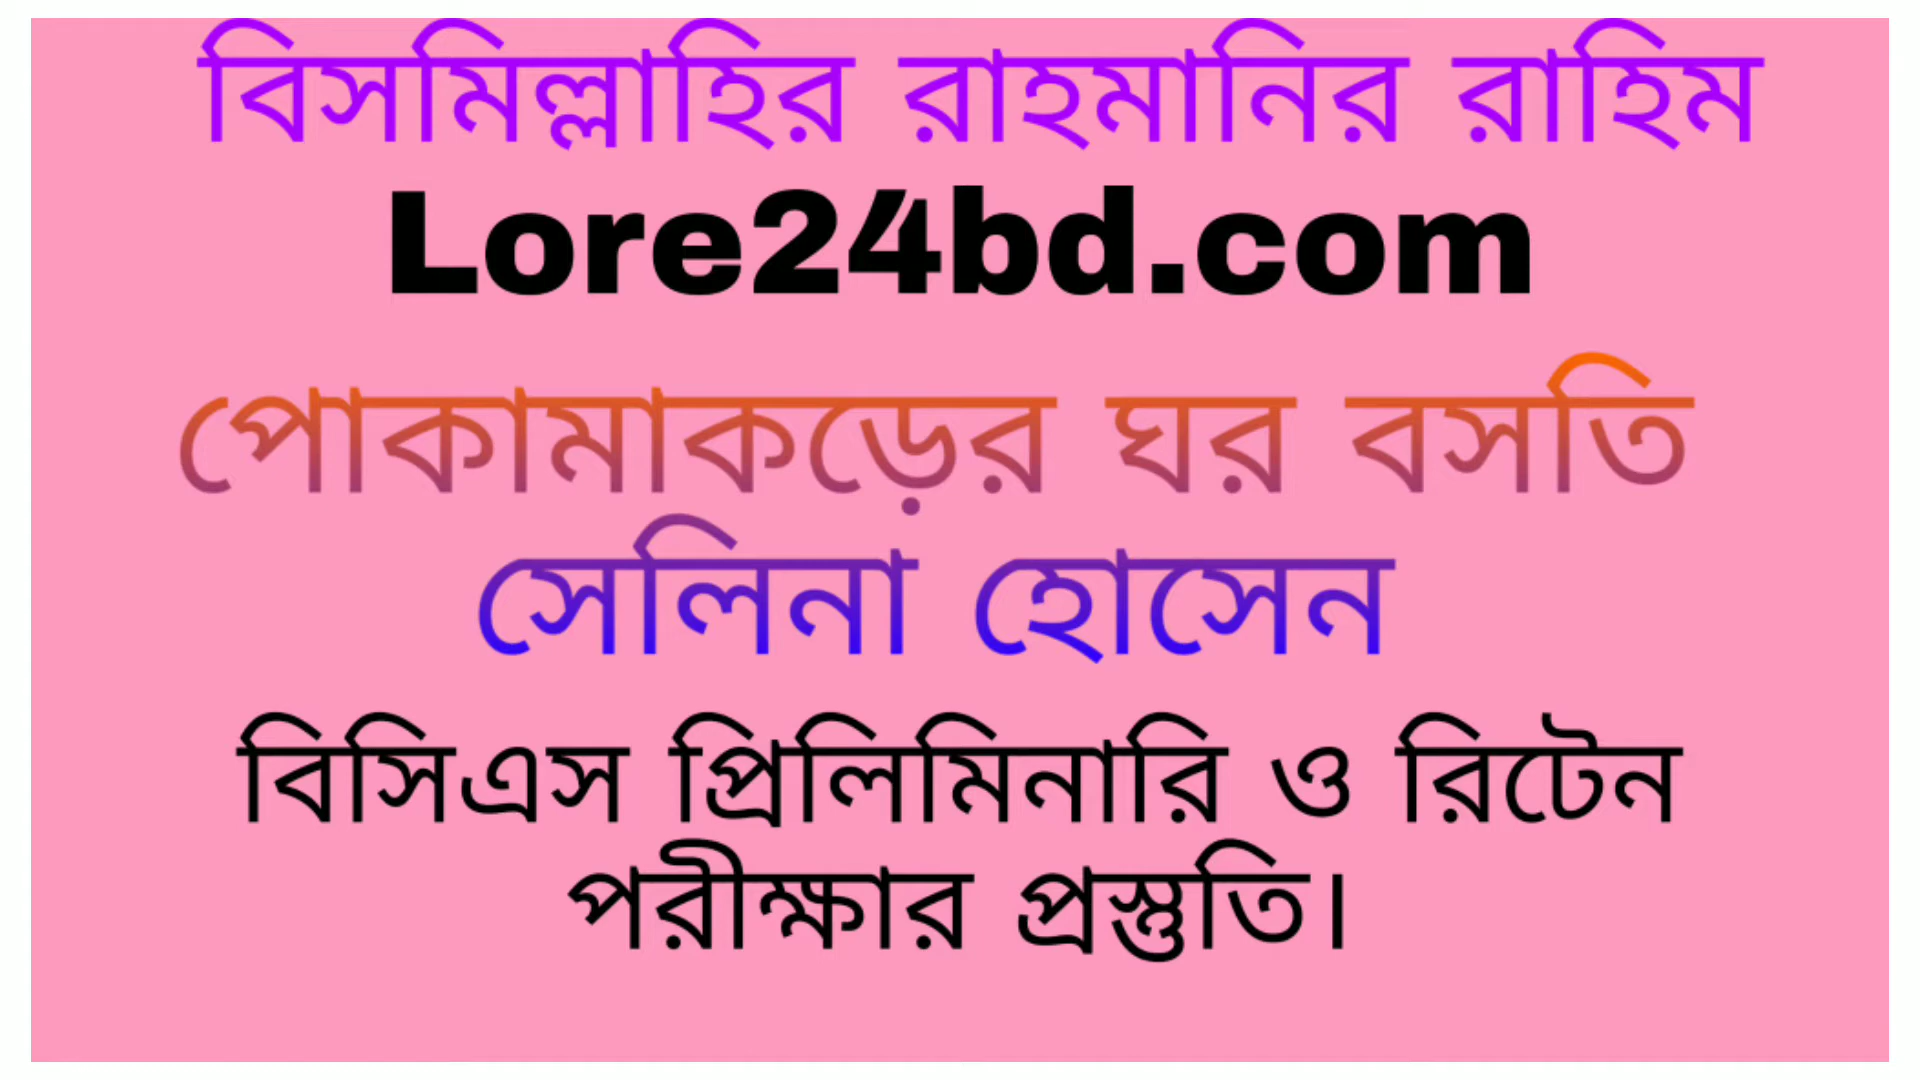 বিসমিল্লাহির রাহমানির রাহিম
Lore24bd.com
পোকামাকড়ের ঘর বসতি
সেলিনা হোসেন
বিসিএস প্রিলিমিনারি ও রিটেন
পরীক্ষার প্রস্তুতি।